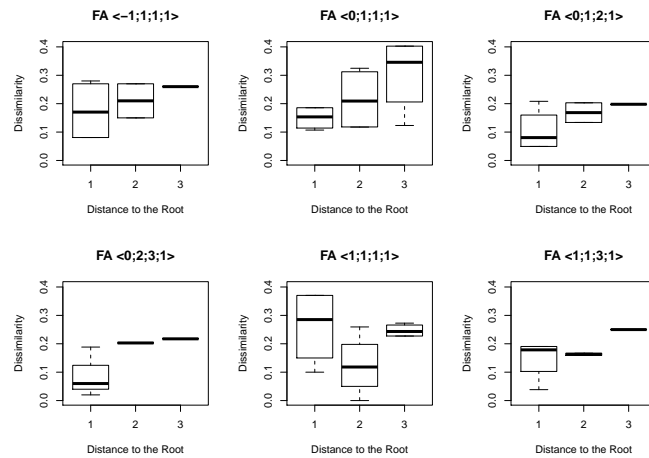 FA <−1;1;1;1> FA <0;1;1;1> FA <0;1;2;1>
Dissimilarity 0.0 0.1 0.2 0.3 0.4 Dissimilarity 0.0 0.1 0.2 0.3 0.4 Dissimilarity 0.0 0.1 0.2 0.3 0.4
1 2 3 1 2 3 1 2 3
Distance to the Root Distance to the Root Distance to the Root
FA <0;2;3;1> FA <1;1;1;1> FA <1;1;3;1>
Dissimilarity 0.0 0.1 0.2 0.3 0.4 Dissimilarity 0.0 0.1 0.2 0.3 0.4 Dissimilarity 0.0 0.1 0.2 0.3 0.4
1 2 3 1 2 3 1 2 3
Distance to the Root Distance to the Root Distance to the Root